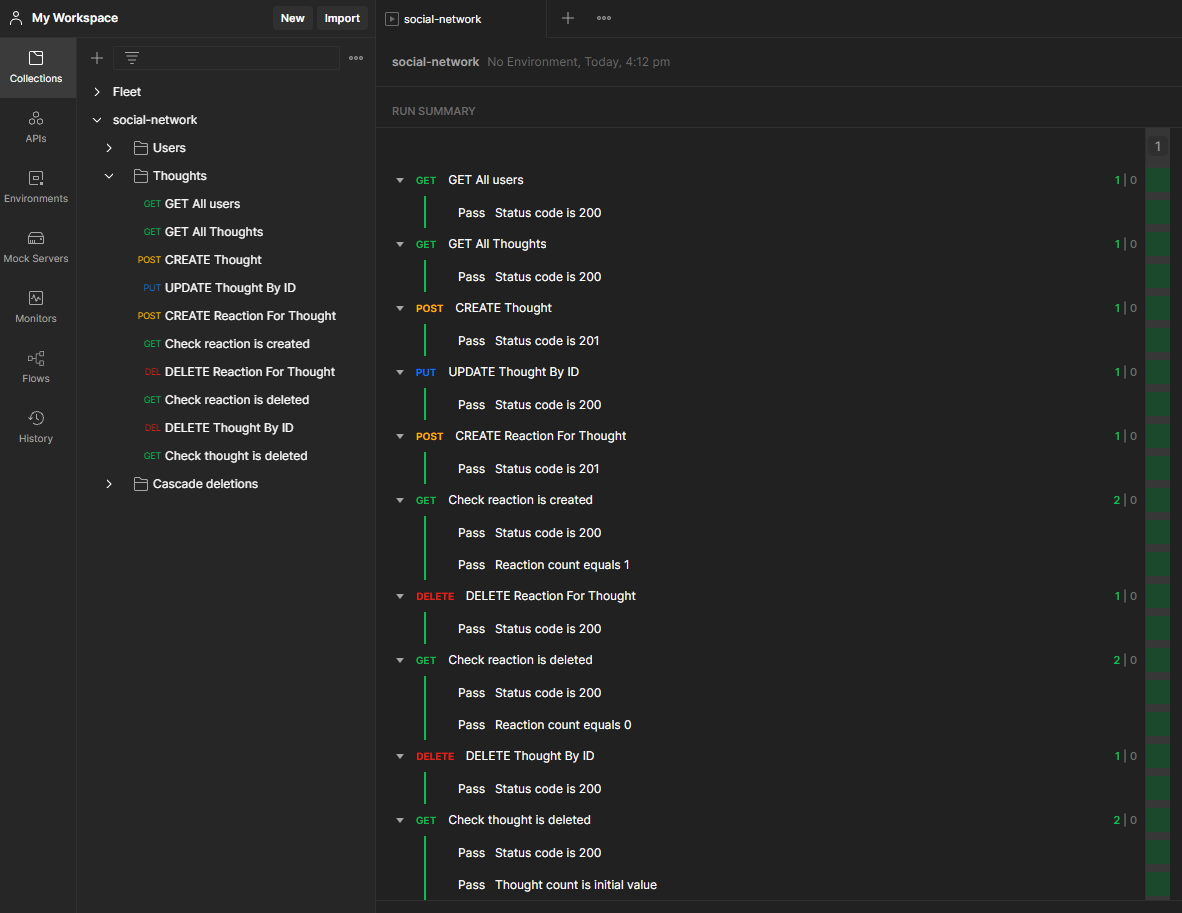 My Workspace
New
Import
Collections
APIs
Environments
Mock Servers
Monitors
Flows
History
Fleet
social-network
Users
Thoughts
GET GET All users
GET GET All Thoughts
POST CREATE Thought
PUT UPDATE Thought By ID
POST CREATE Reaction For Thought
GET Check reaction is created
DEL DELETE Reaction For Thought
GET Check reaction is deleted
DEL DELETE Thought By ID
GET Check thought is deleted
Cascade deletions
social-network
social-network No Environment, Today, 4:12 pm
RUN SUMMARY
1
GET GET All users 1 | 0
Pass Status code is 200
GET GET All Thoughts 1 | 0
Pass Status code is 200
POST CREATE Thought 1 | 0
Pass Status code is 201
PUT UPDATE Thought By ID 1 | 0
Pass Status code is 200
POST CREATE Reaction For Thought 1 | 0
Pass Status code is 201
GET Check reaction is created 2 | 0
Pass Status code is 200
Pass Reaction count equals 1
DELETE DELETE Reaction For Thought 1 | 0
Pass Status code is 200
GET Check reaction is deleted 2 | 0
Pass Status code is 200
Pass Reaction count equals 0
DELETE DELETE Thought By ID 1 | 0
Pass Status code is 200
GET Check thought is deleted 2 | 0
Pass Status code is 200
Pass Thought count is initial value